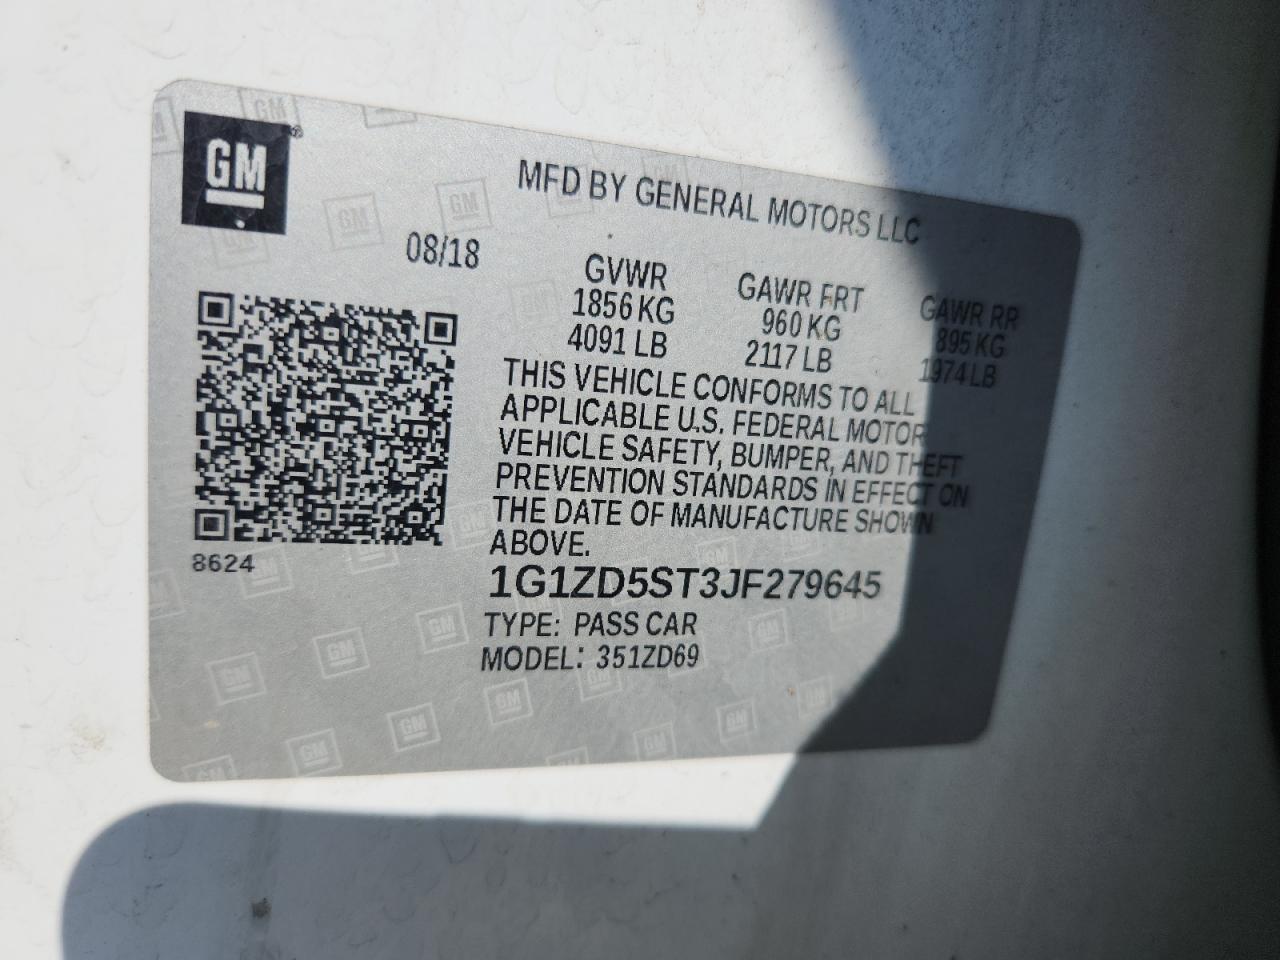 GM
MFD BY GENERAL MOTORS LLC
08/18
GVWR GAWR FRT GAWR RR
1856 KG 960 KG 895 KG
4091 LB 2117 LB 1974 LB
THIS VEHICLE CONFORMS TO ALL
APPLICABLE U.S. FEDERAL MOTOR
VEHICLE SAFETY, BUMPER, AND THEFT
PREVENTION STANDARDS IN EFFECT ON
THE DATE OF MANUFACTURE SHOWN
ABOVE.
8624
1G1ZD5ST3JF279645
TYPE: PASS CAR
MODEL: 351ZD69